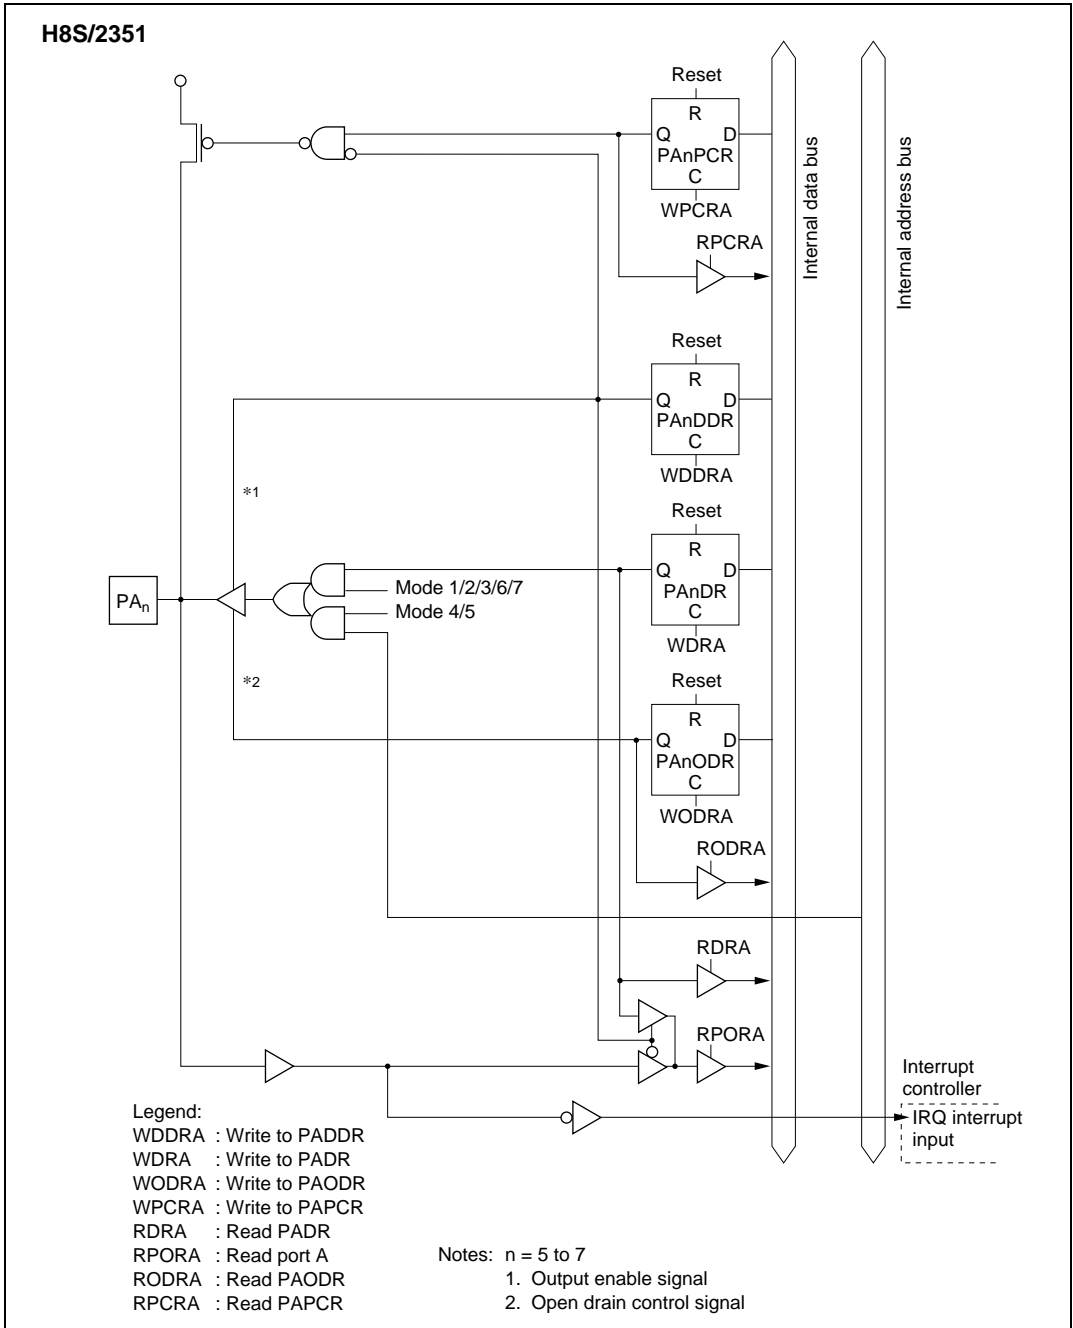 H8S/2351
Reset
R
Q D
PAnPCR
C
WPCRA
RPCRA
Internal data bus
Internal address bus
Reset
R
Q D
PAnDDR
C
WDDRA
*1
Reset
R
Q D
PAnDR
C
WDRA
Mode 1/2/3/6/7
Mode 4/5
PAn
*2
Reset
R
Q D
PAnODR
C
WODRA
RODRA
RDRA
RPORA
Interrupt
controller
IRQ interrupt
input
Legend:
WDDRA : Write to PADDR
WDRA : Write to PADR
WODRA : Write to PAODR
WPCRA : Write to PAPCR
RDRA : Read PADR
RPORA : Read port A
RODRA : Read PAODR
RPCRA : Read PAPCR
Notes: n = 5 to 7
1. Output enable signal
2. Open drain control signal